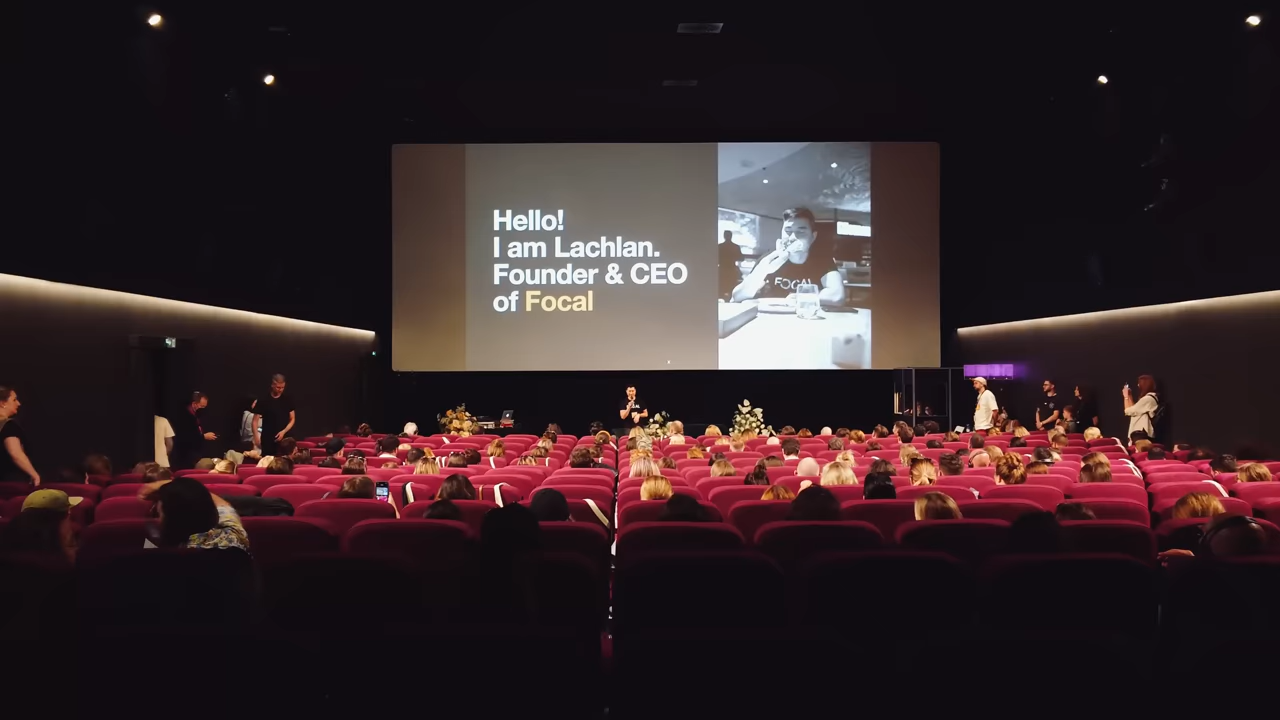 Hello!
I am Lachlan.
Founder & CEO
of Focal
FOCAL